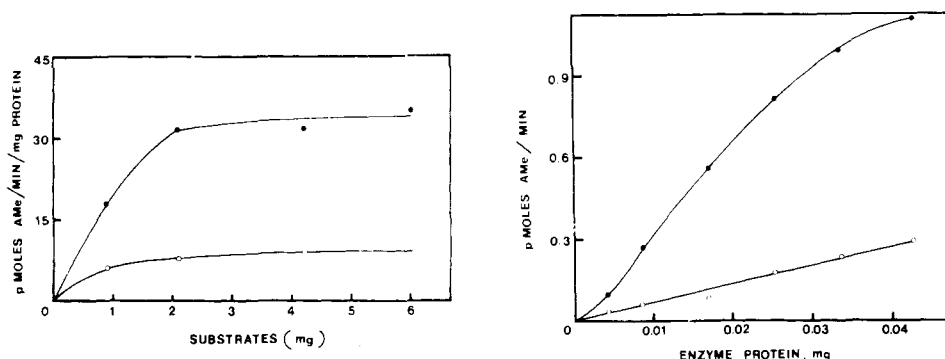 p MOLES AMe/MIN/mg PROTEIN
45
30
15
0
0 1 2 3 4 5 6
SUBSTRATES (mg)
p MOLES AMe / MIN
0.9
0.6
0.3
0
0.01 0.02 0.03 0.04
ENZYME PROTEIN, mg